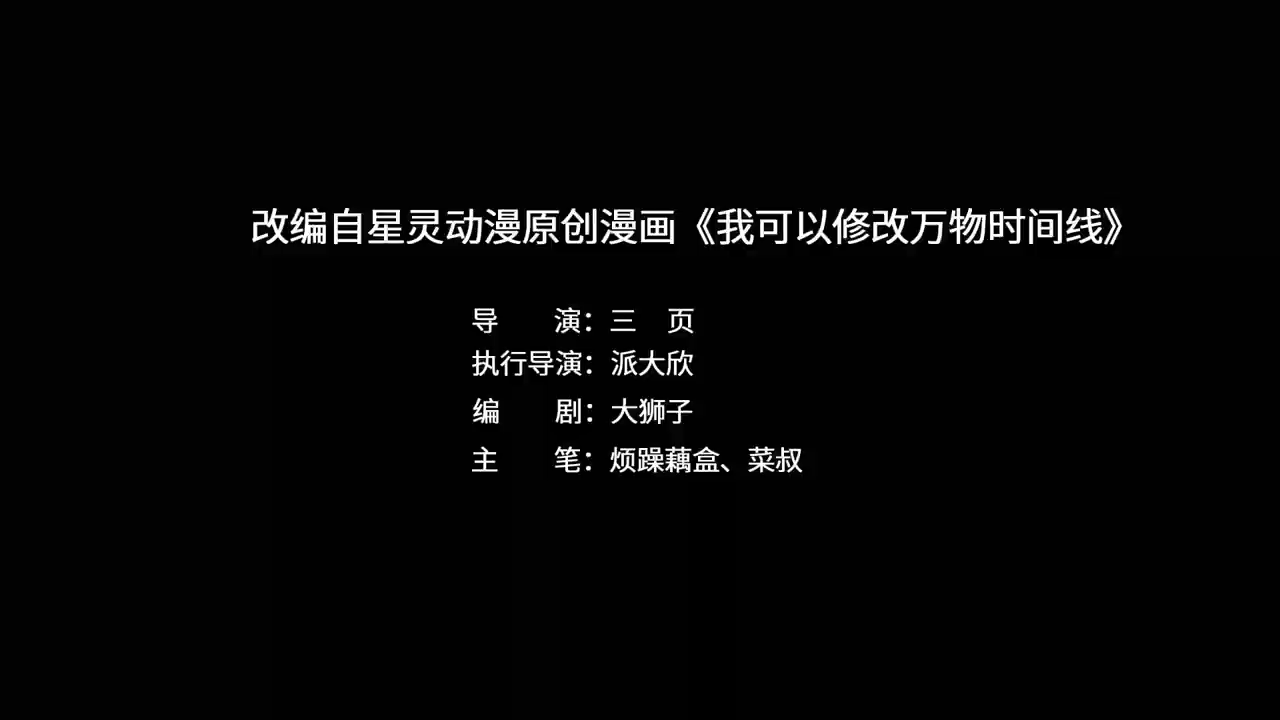 改编自星灵动漫原创漫画《我可以修改万物时间线》
导 演：三 页
执行导演：派大欣
编 剧：大狮子
主 笔：烦躁藕盒、菜叔